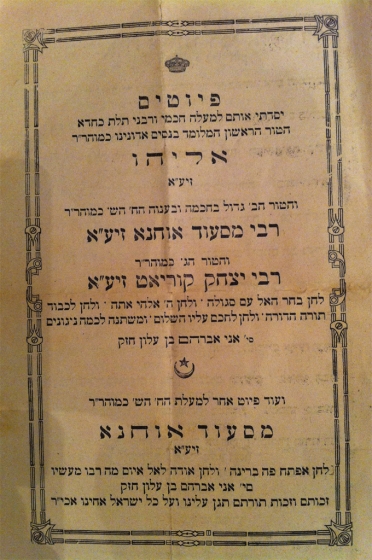 פיוטים
יסדתי אותם למעלה חכמי ורבני תלת כחדא
הטור הראשון המלומד בנסים אדונינו כמוהר״ר
אליהו
זיע״א
והטור הב׳ גדול בחכמה ובענוה הח׳ הש׳ כמוהר״ר
רבי מסעוד אוחנא זיע״א
והטור הג׳ כמוהר״ר
רבי יצחק קוריאט זיע״א
לחן בחר האל עם סגולה ׳ ולחן ה׳ אלהי אתה ״ ולחן לכבוד
תורה הדורה ׳ ולחן לחכם עליו השלום ״ ומשתנה לכמה ניגונים
סי׳ אני אברהם בן עלון חזק
ועוד פיוט אחר למעלת הח׳ הש׳ כמוהר״ר
מסעוד אוחנא
זיע״א
לחן אפתח פה ברינה ׳ ולחן אודה לאל איום מה רבו מעשיו
סי׳ אני אברהם בן עלון חזק
זכותם וזכות תורתם תגן עלינו ועל כל ישראל אחינו אכי״ר